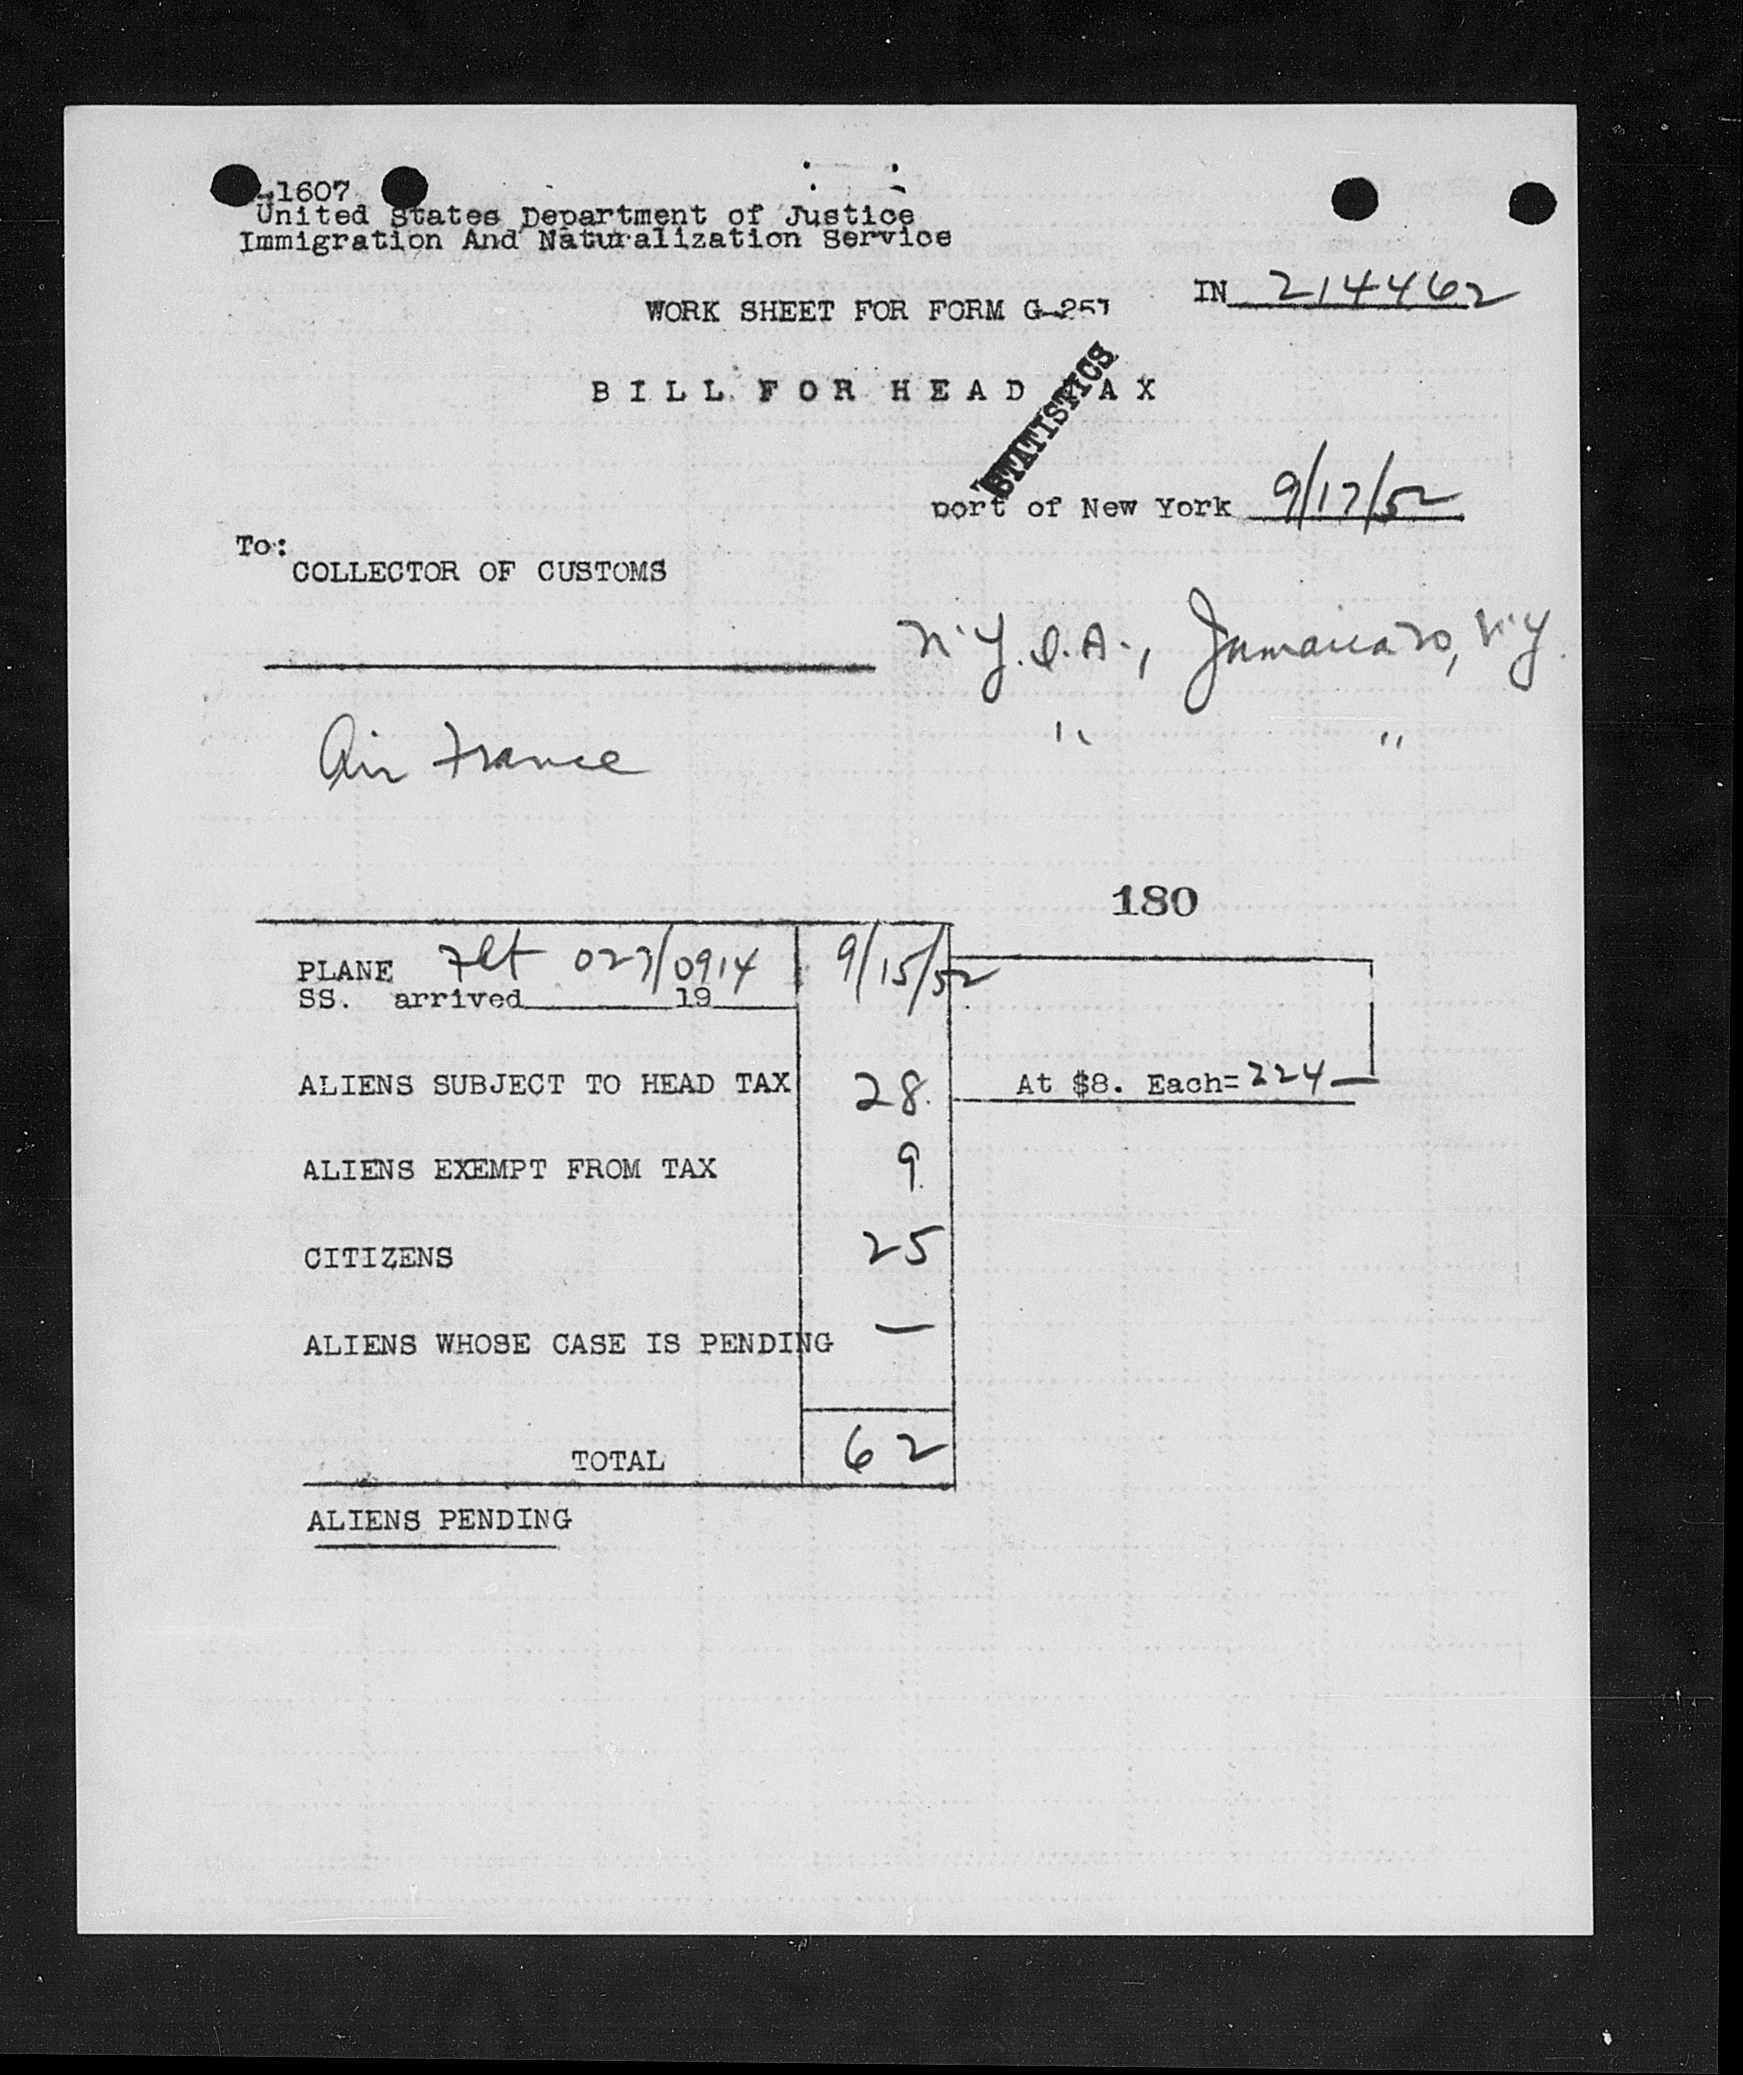 -1607
United States Department of Justice
Immigration And Naturalization Service
IN 214462
WORK SHEET FOR FORM G-257
BILL FOR HEAD TAX
STATISTICS
port of New York 9/17/52
To:
COLLECTOR OF CUSTOMS
N.Y.I.A., Jamaica 30, N.Y.
Air France " "
180
PLANE Flt 027/0914 9/15/52
SS. arrived 19
ALIENS SUBJECT TO HEAD TAX 28 At $8. Each= 224—
ALIENS EXEMPT FROM TAX 9
CITIZENS 25
ALIENS WHOSE CASE IS PENDING —
TOTAL 62
ALIENS PENDING